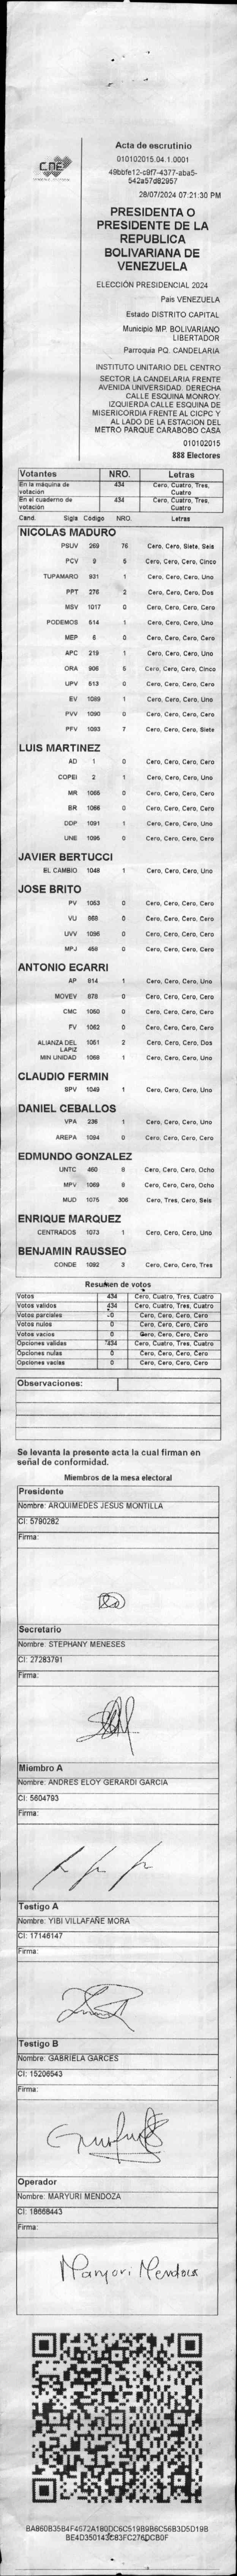 CNE
Acta de escrutinio
010102015.04.1.0001
49bbfe12-c9f7-4377-aba5-
542a57d82957
28/07/2024 07:21:30 PM
PRESIDENTA O
PRESIDENTE DE LA
REPUBLICA
BOLIVARIANA DE
VENEZUELA
ELECCIÓN PRESIDENCIAL 2024
Pais VENEZUELA
Estado DISTRITO CAPITAL
Municipio MP. BOLIVARIANO
LIBERTADOR
Parroquia PQ. CANDELARIA
INSTITUTO UNITARIO DEL CENTRO
SECTOR LA CANDELARIA FRENTE
AVENIDA UNIVERSIDAD. DERECHA
CALLE ESQUINA MONROY.
IZQUIERDA CALLE ESQUINA DE
MISERICORDIA FRENTE AL CICPC Y
AL LADO DE LA ESTACION DEL
METRO PARQUE CARABOBO CASA
010102015
888 Electores
Votantes NRO. Letras
En la máquina de votación 434 Cero, Cuatro, Tres, Cuatro
En el cuaderno de votación 434 Cero, Cuatro, Tres, Cuatro
Cand. Sigla Codigo NRO. Letras
NICOLAS MADURO
PSUV 269 76 Cero, Cero, Siete, Seis
PCV 9 5 Cero, Cero, Cero, Cinco
TUPAMARO 931 1 Cero, Cero, Cero, Uno
PPT 276 2 Cero, Cero, Cero, Dos
MSV 1017 0 Cero, Cero, Cero, Cero
PODEMOS 514 1 Cero, Cero, Cero, Uno
MEP 6 0 Cero, Cero, Cero, Cero
APC 219 1 Cero, Cero, Cero, Uno
ORA 908 5 Cero, Cero, Cero, Cinco
UPV 513 0 Cero, Cero, Cero, Cero
EV 1089 1 Cero, Cero, Cero, Uno
PVV 1090 0 Cero, Cero, Cero, Cero
PFV 1093 7 Cero, Cero, Cero, Siete
LUIS MARTINEZ
AD 1 0 Cero, Cero, Cero, Cero
COPEI 2 1 Cero, Cero, Cero, Uno
MR 1065 0 Cero, Cero, Cero, Cero
BR 1066 0 Cero, Cero, Cero, Cero
DDP 1091 1 Cero, Cero, Cero, Uno
UNE 1095 0 Cero, Cero, Cero, Cero
JAVIER BERTUCCI
EL CAMBIO 1048 1 Cero, Cero, Cero, Uno
JOSE BRITO
PV 1053 0 Cero, Cero, Cero, Cero
VU 868 0 Cero, Cero, Cero, Cero
UVV 1096 0 Cero, Cero, Cero, Cero
MPJ 458 0 Cero, Cero, Cero, Cero
ANTONIO ECARRI
AP 814 1 Cero, Cero, Cero, Uno
MOVEV 878 0 Cero, Cero, Cero, Cero
CMC 1050 0 Cero, Cero, Cero, Cero
FV 1052 0 Cero, Cero, Cero, Cero
ALIANZA DEL LAPIZ 1051 2 Cero, Cero, Cero, Dos
MIN UNIDAD 1068 1 Cero, Cero, Cero, Uno
CLAUDIO FERMIN
SPV 1049 1 Cero, Cero, Cero, Uno
DANIEL CEBALLOS
VPA 236 1 Cero, Cero, Cero, Uno
AREPA 1094 0 Cero, Cero, Cero, Cero
EDMUNDO GONZALEZ
UNTC 460 8 Cero, Cero, Cero, Ocho
MPV 1069 8 Cero, Cero, Cero, Ocho
MUD 1075 306 Cero, Tres, Cero, Seis
ENRIQUE MARQUEZ
CENTRADOS 1073 1 Cero, Cero, Cero, Uno
BENJAMIN RAUSSEO
CONDE 1092 3 Cero, Cero, Cero, Tres
Resumen de votos
Votos 434 Cero, Cuatro, Tres, Cuatro
Votos validos 434 Cero, Cuatro, Tres, Cuatro
Votos parciales 0 Cero, Cero, Cero, Cero
Votos nulos 0 Cero, Cero, Cero, Cero
Votos vacios 0 Cero, Cero, Cero, Cero
Opciones validas 434 Cero, Cuatro, Tres, Cuatro
Opciones nulas 0 Cero, Cero, Cero, Cero
Opciones vacias 0 Cero, Cero, Cero, Cero
Observaciones:
Se levanta la presente acta la cual firman en
señal de conformidad.
Miembros de la mesa electoral
Presidente
Nombre: ARQUIMEDES JESUS MONTILLA
CI: 5790282
Firma:
Secretario
Nombre: STEPHANY MENESES
CI: 27283791
Firma:
Miembro A
Nombre: ANDRES ELOY GERARDI GARCIA
CI: 5604793
Firma:
Testigo A
Nombre: YIBI VILLAFAÑE MORA
CI: 17146147
Firma:
Testigo B
Nombre: GABRIELA GARCES
CI: 15206543
Firma:
Operador
Nombre: MARYURI MENDOZA
CI: 18668443
Firma:
Maryori Mendoza
BA860B35B4F4672A180DC6C519B9B6C56B3D5D19B
BE4D350143C83FC276DCB0F